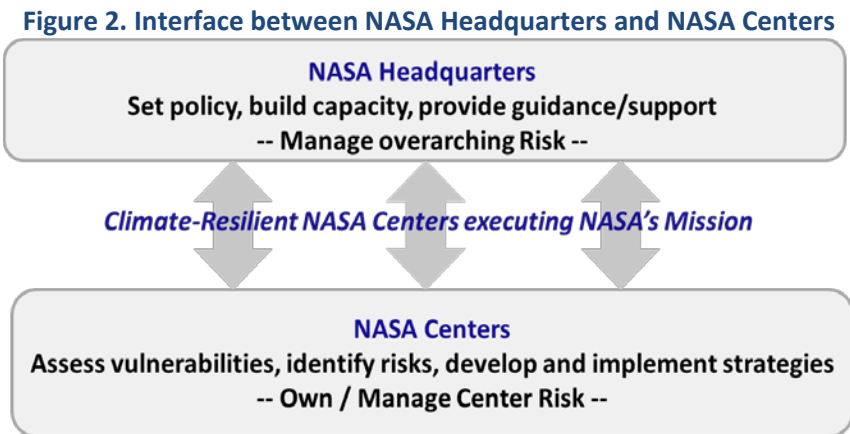 Figure 2. Interface between NASA Headquarters and NASA Centers
NASA Headquarters
Set policy, build capacity, provide guidance/support
-- Manage overarching Risk --
Climate-Resilient NASA Centers executing NASA's Mission
NASA Centers
Assess vulnerabilities, identify risks, develop and implement strategies
-- Own / Manage Center Risk --